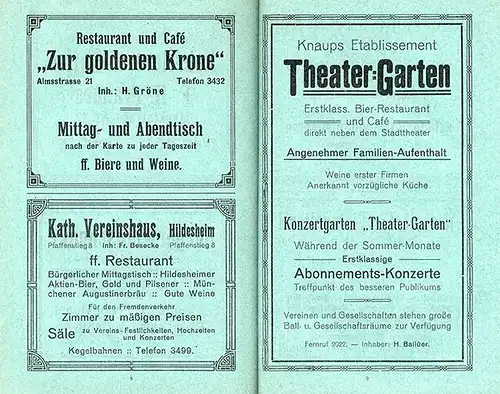 Restaurant und Café
„Zur goldenen Krone“
Almsstrasse 21 Telefon 3432
Inh.: H. Gröne
Mittag- und Abendtisch
nach der Karte zu jeder Tageszeit
ff. Biere und Weine.
Kath. Vereinshaus, Hildesheim
Pfaffenstieg 8 Inh: Fr. Besecke Pfaffenstieg 8
ff. Restaurant
Bürgerlicher Mittagstisch :: Hildesheimer
Aktien-Bier, Gold und Pilsener :: Mün-
chener Augustinerbräu :: Gute Weine
Für den Fremdenverkehr
Zimmer zu mäßigen Preisen
Säle zu Vereins-Festlichkeiten, Hochzeiten
und Konzerten
Kegelbahnen :: Telefon 3499.
8
Knaups Etablissement
Theater-Garten
Erstklass. Bier-Restaurant
und Café
direkt neben dem Stadttheater
Angenehmer Familien-Aufenthalt
Weine erster Firmen
Anerkannt vorzügliche Küche
Konzertgarten „Theater-Garten“
Während der Sommer-Monate
Erstklassige
Abonnements-Konzerte
Treffpunkt des besseren Publikums
Vereinen und Gesellschaften stehen große
Ball- u. Gesellschaftsräume zur Verfügung
Fernruf 2022. — Inhaber: H. Ballüer.
9